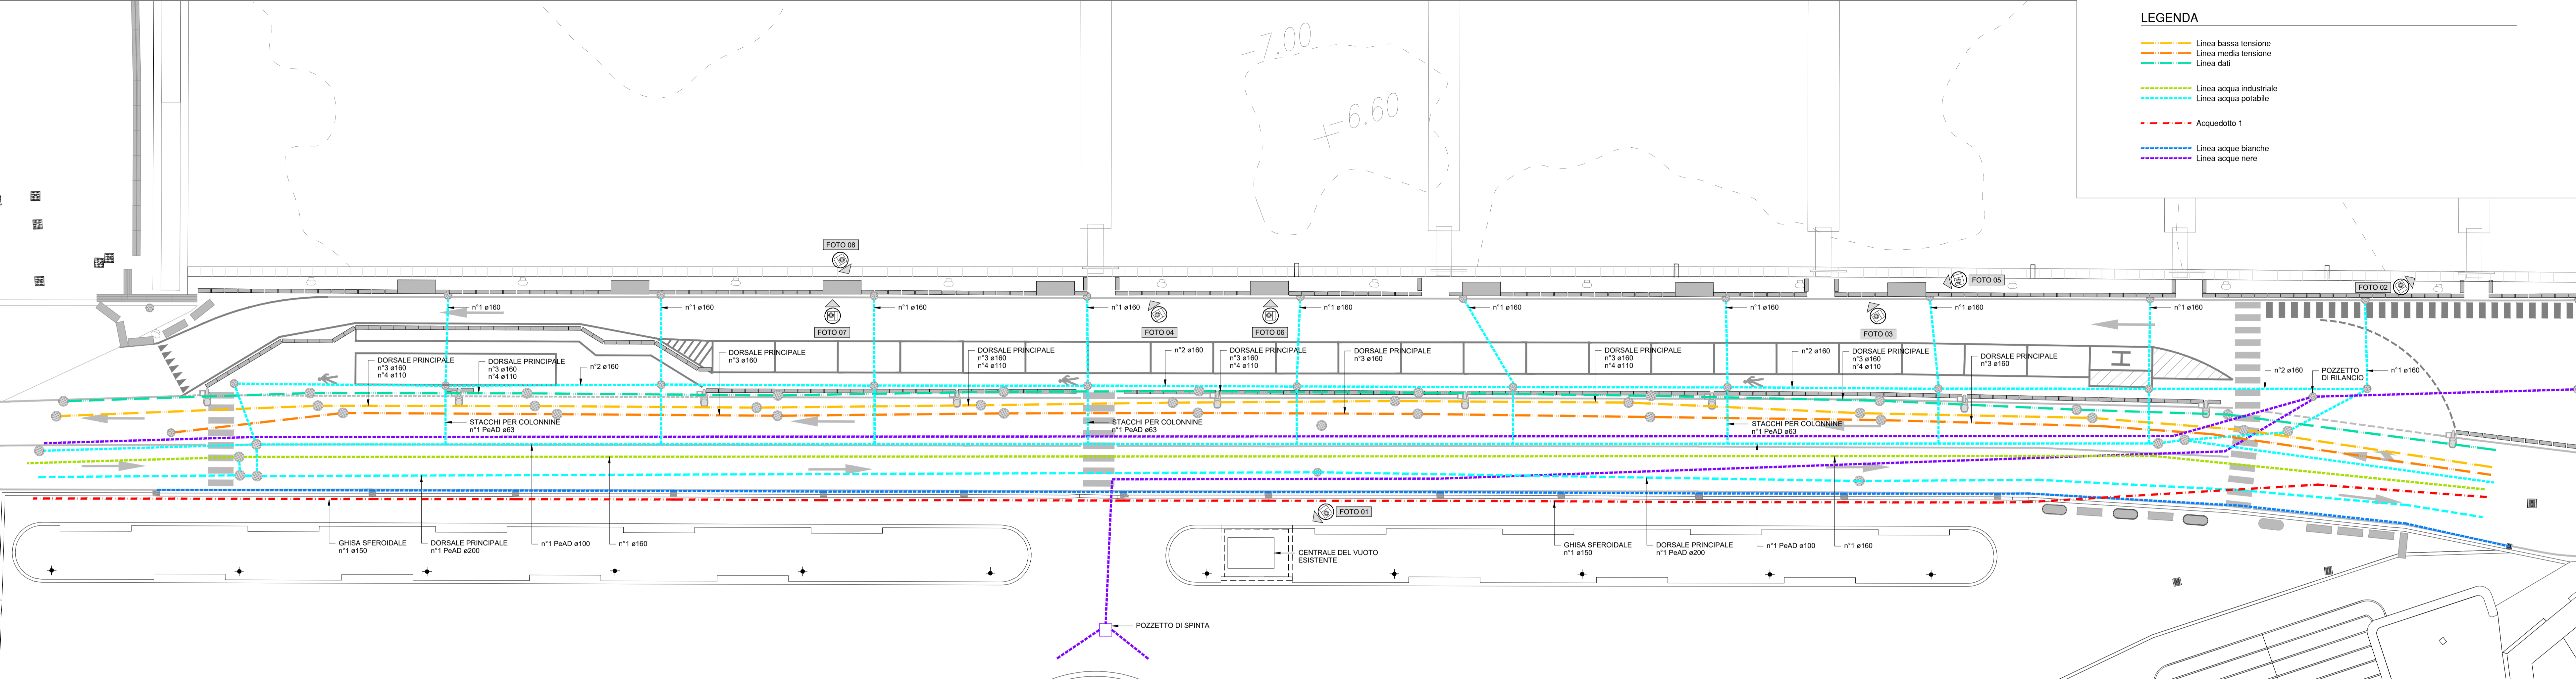 LEGENDA
Linea bassa tensione
Linea media tensione
Linea dati
Linea acqua industriale
Linea acqua potabile
Acquedotto 1
Linea acque bianche
Linea acque nere
-7.00
-6.60
FOTO 08
FOTO 05
FOTO 02
n°1 ø160
n°1 ø160
n°1 ø160
n°1 ø160
n°1 ø160
n°1 ø160
n°1 ø160
n°1 ø160
n°1 ø160
FOTO 07
FOTO 04
FOTO 06
FOTO 03
DORSALE PRINCIPALE
n°3 ø160
n°4 ø110
DORSALE PRINCIPALE
n°3 ø160
n°4 ø110
n°2 ø160
DORSALE PRINCIPALE
n°3 ø160
DORSALE PRINCIPALE
n°3 ø160
n°4 ø110
n°2 ø160
DORSALE PRINCIPALE
n°3 ø160
n°4 ø110
DORSALE PRINCIPALE
n°3 ø160
DORSALE PRINCIPALE
n°3 ø160
n°4 ø110
n°2 ø160
DORSALE PRINCIPALE
n°3 ø160
n°4 ø110
DORSALE PRINCIPALE
n°3 ø160
H
n°2 ø160
POZZETTO
DI RILANCIO
n°1 ø160
STACCHI PER COLONNINE
n°1 PeAD ø63
STACCHI PER COLONNINE
n°1 PeAD ø63
STACCHI PER COLONNINE
n°1 PeAD ø63
FOTO 01
GHISA SFEROIDALE
n°1 ø150
DORSALE PRINCIPALE
n°1 PeAD ø200
n°1 PeAD ø100
n°1 ø160
CENTRALE DEL VUOTO
ESISTENTE
GHISA SFEROIDALE
n°1 ø150
DORSALE PRINCIPALE
n°1 PeAD ø200
n°1 PeAD ø100
n°1 ø160
POZZETTO DI SPINTA